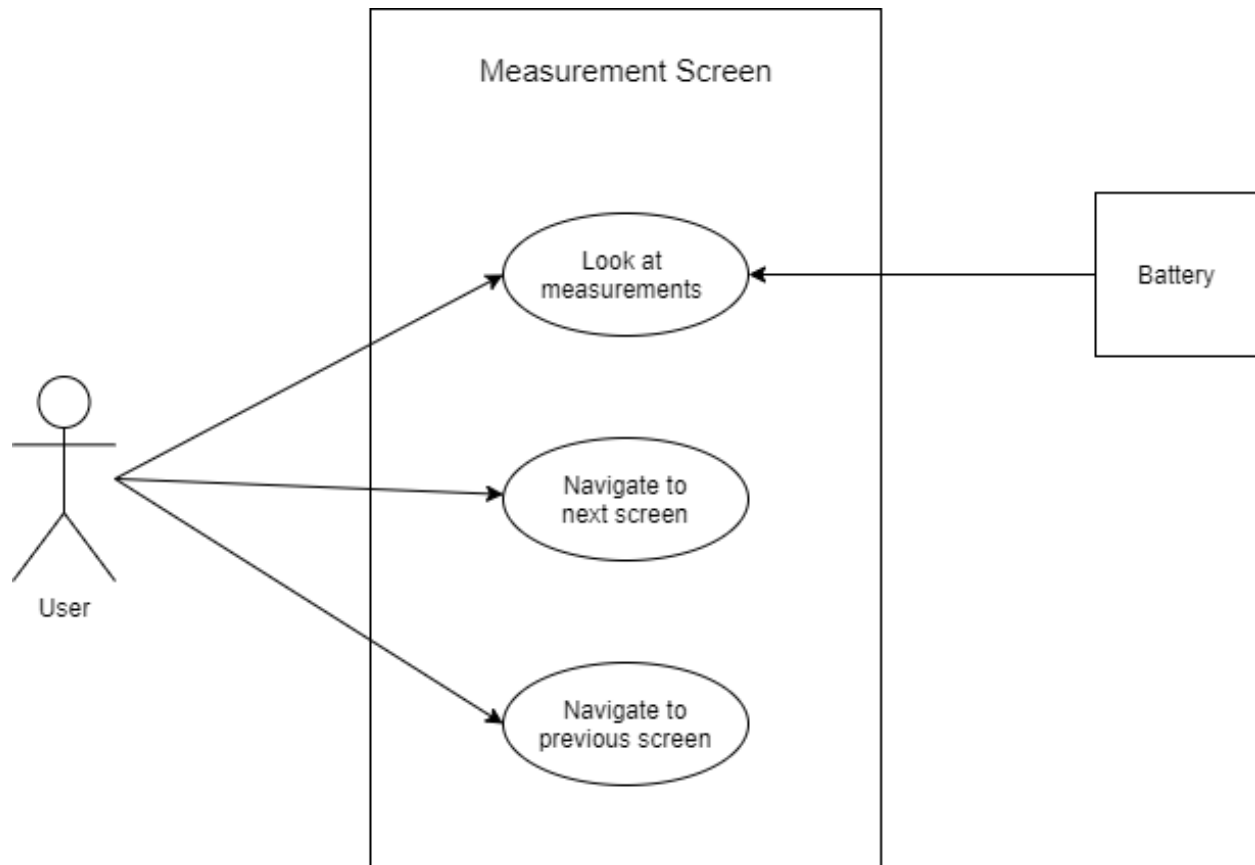 Measurement Screen
Look at
measurements
Battery
Navigate to
next screen
User
Navigate to
previous screen